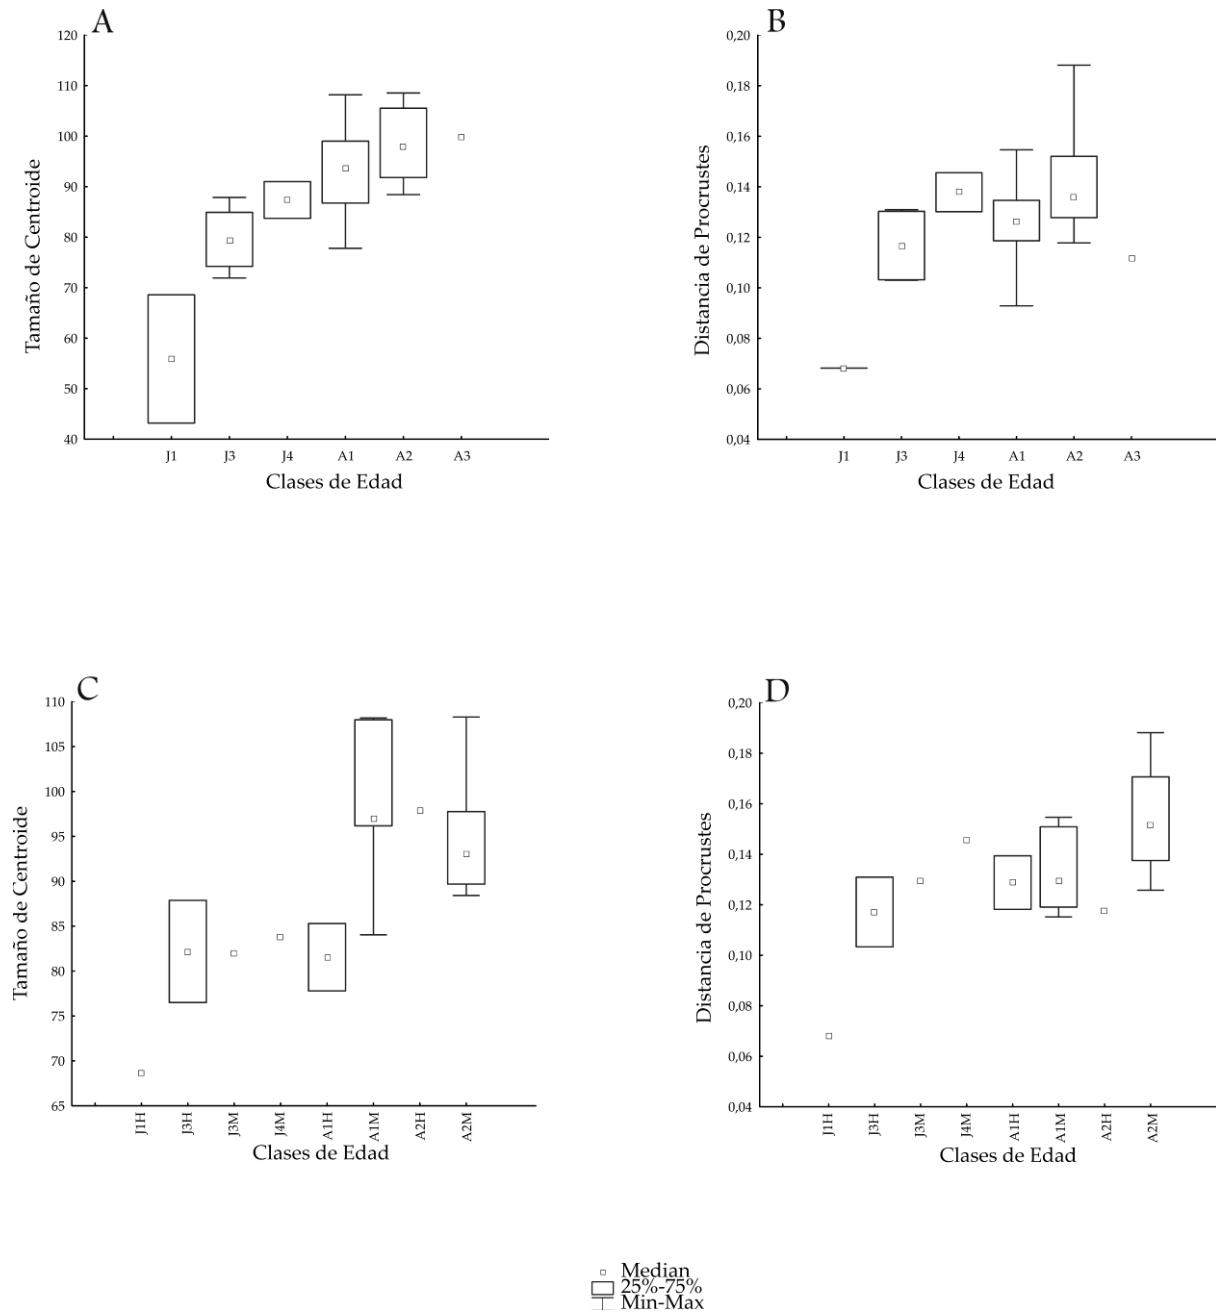 A
120
110
100
90
80
70
60
50
40
Tamaño de Centroide
J1 J3 J4 A1 A2 A3
Clases de Edad
B
0,20
0,18
0,16
0,14
0,12
0,10
0,08
0,06
0,04
Distancia de Procrustes
J1 J3 J4 A1 A2 A3
Clases de Edad
C
110
105
100
95
90
85
80
75
70
65
Tamaño de Centroide
J1H J3H J3M J4M A1H A1M A2H A2M
Clases de Edad
D
0,20
0,18
0,16
0,14
0,12
0,10
0,08
0,06
0,04
Distancia de Procrustes
J1H J3H J3M J4M A1H A1M A2H A2M
Clases de Edad
Median
25%-75%
Min-Max